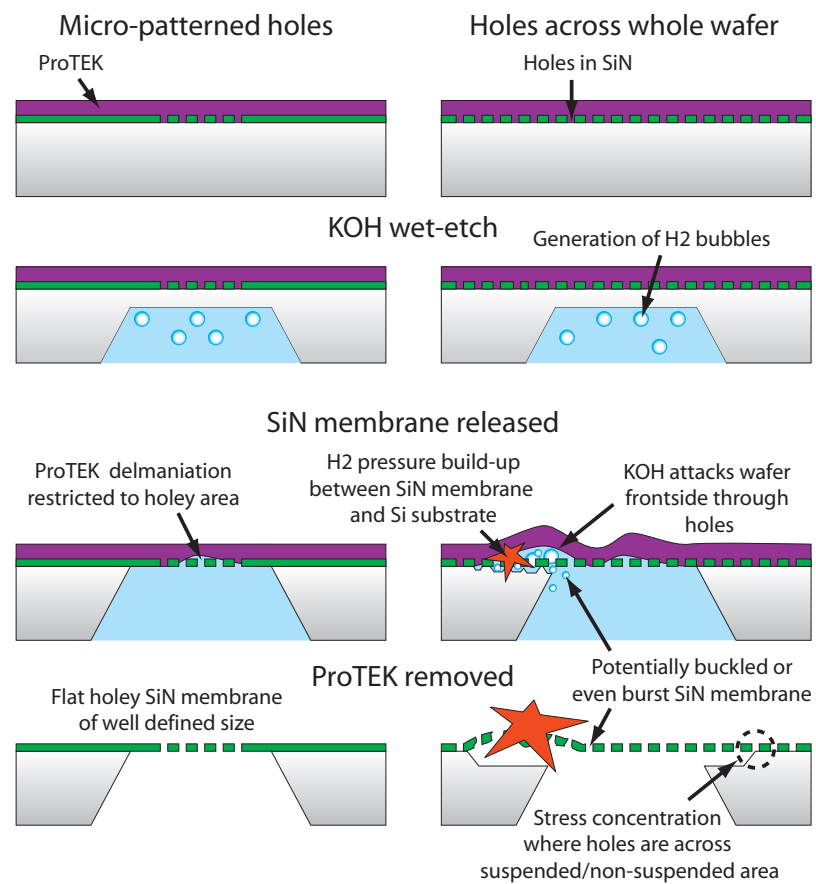 Micro-patterned holes
Holes across whole wafer
ProTEK
Holes in SiN
KOH wet-etch
Generation of H2 bubbles
SiN membrane released
ProTEK delmaniation
restricted to holey area
H2 pressure build-up
between SiN membrane
and Si substrate
KOH attacks wafer
frontside through
holes
ProTEK removed
Potentially buckled or
even burst SiN membrane
Flat holey SiN membrane
of well defined size
Stress concentration
where holes are across
suspended/non-suspended area